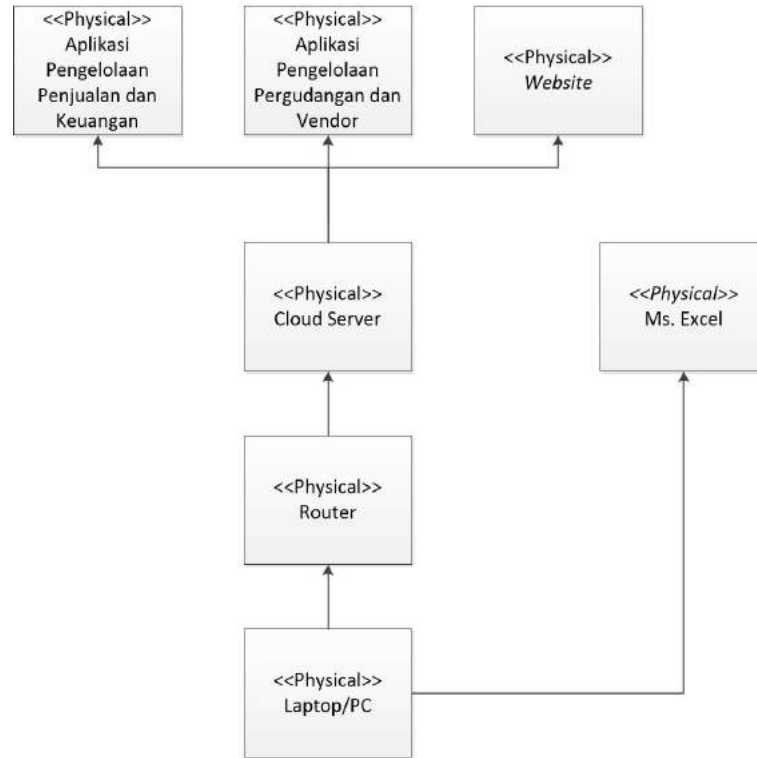 <<Physical>>
Aplikasi
Pengelolaan
Penjualan dan
Keuangan
<<Physical>>
Aplikasi
Pengelolaan
Pergudangan dan
Vendor
<<Physical>>
Website
<<Physical>>
Cloud Server
<<Physical>>
Ms. Excel
<<Physical>>
Router
<<Physical>>
Laptop/PC